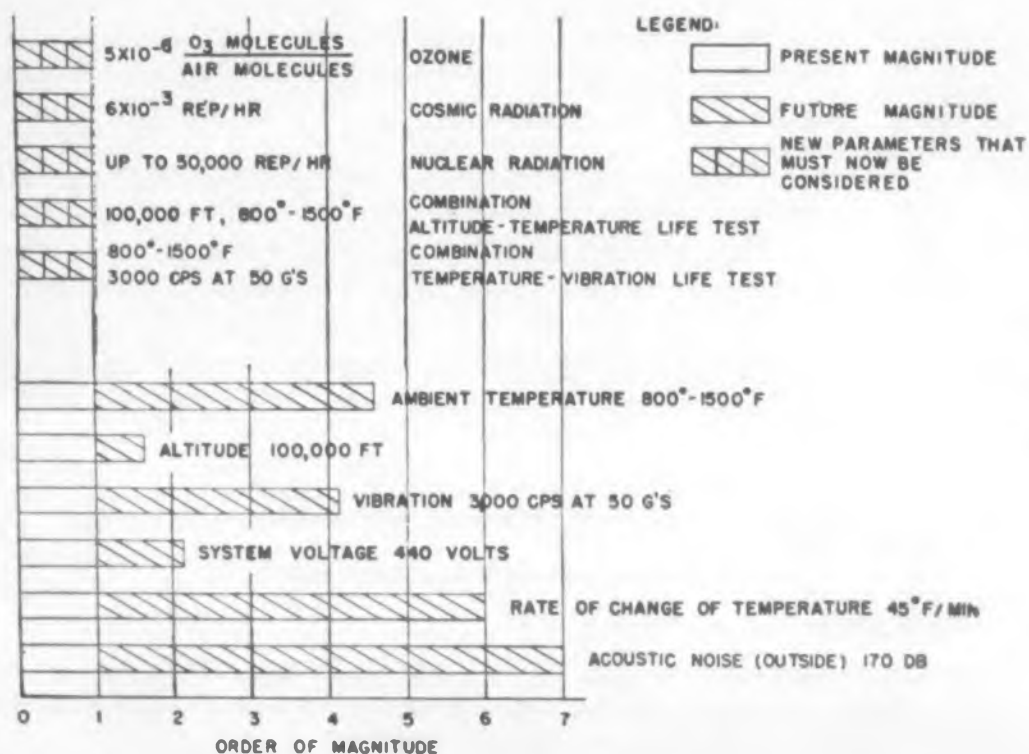 LEGEND:
5X10⁻⁶ O₃ MOLECULES
AIR MOLECULES
OZONE
PRESENT MAGNITUDE
6X10⁻³ REP/HR
COSMIC RADIATION
FUTURE MAGNITUDE
UP TO 50,000 REP/HR
NUCLEAR RADIATION
NEW PARAMETERS THAT
MUST NOW BE
CONSIDERED
100,000 FT, 800°-1500°F
COMBINATION
ALTITUDE-TEMPERATURE LIFE TEST
800°-1500°F
3000 CPS AT 50 G'S
COMBINATION
TEMPERATURE-VIBRATION LIFE TEST
AMBIENT TEMPERATURE 800°-1500°F
ALTITUDE 100,000 FT
VIBRATION 3000 CPS AT 50 G'S
SYSTEM VOLTAGE 440 VOLTS
RATE OF CHANGE OF TEMPERATURE 45°F/MIN
ACOUSTIC NOISE (OUTSIDE) 170 DB
0 1 2 3 4 5 6 7
ORDER OF MAGNITUDE